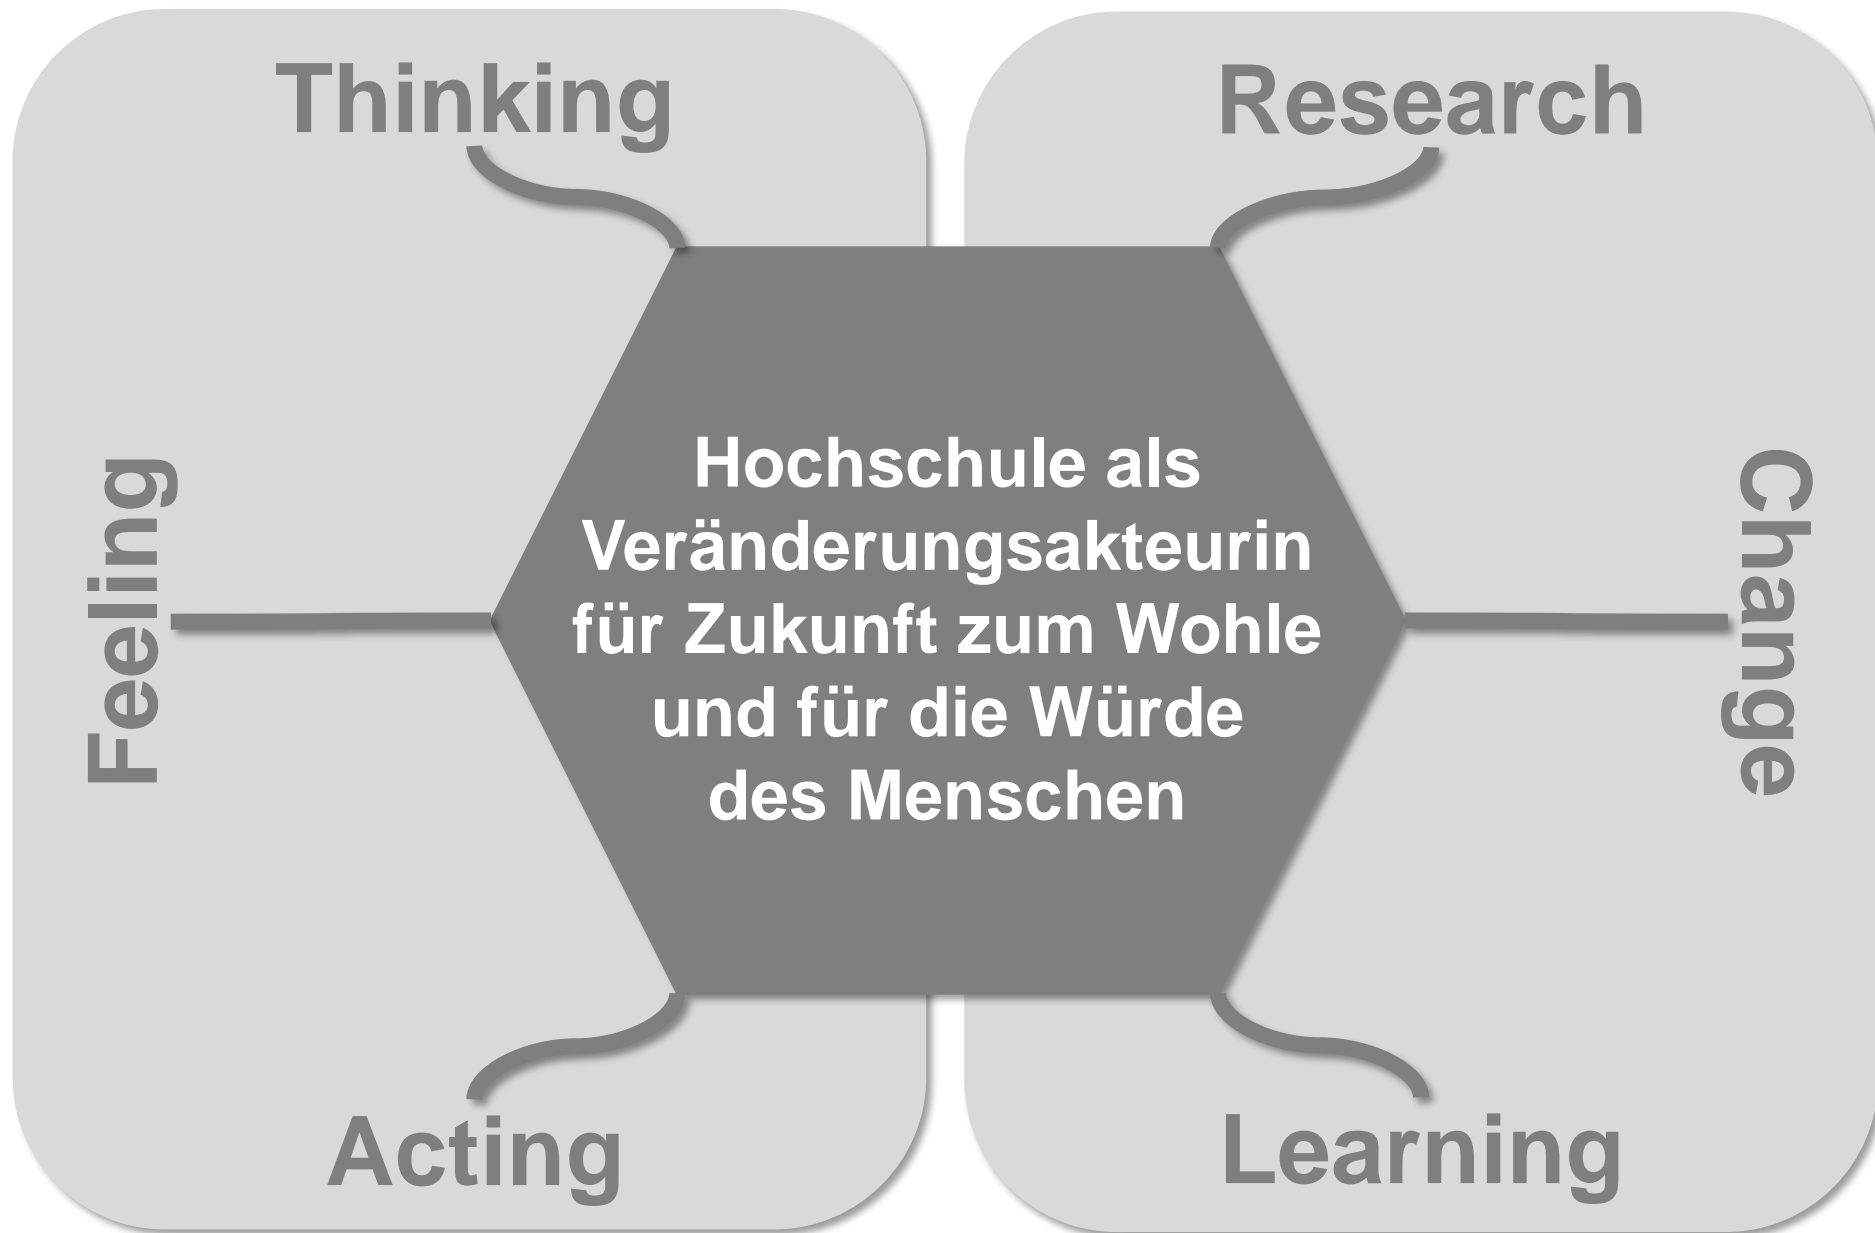 Thinking
Research
Feeling
Hochschule als
Veränderungsakteurin
für Zukunft zum Wohle
und für die Würde
des Menschen
Change
Acting
Learning